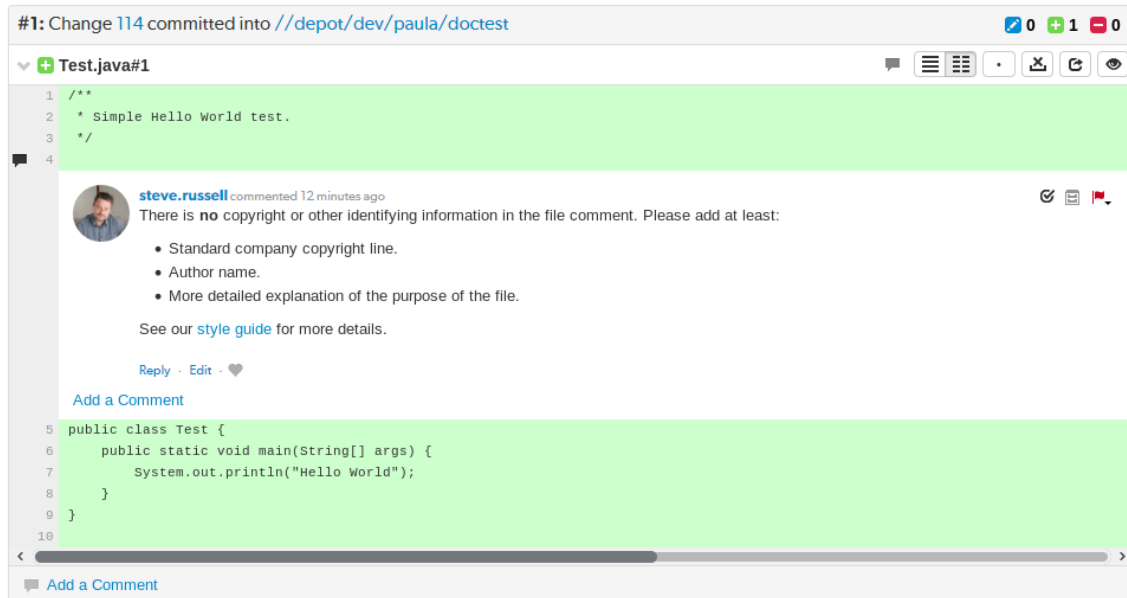 #1: Change 114 committed into //depot/dev/paula/doctest 0 1 0
Test.java#1
1 /**
2  * Simple Hello World test.
3  */
4
steve.russell commented 12 minutes ago
There is no copyright or other identifying information in the file comment. Please add at least:
• Standard company copyright line.
• Author name.
• More detailed explanation of the purpose of the file.
See our style guide for more details.
Reply · Edit ·
Add a Comment
5 public class Test {
6     public static void main(String[] args) {
7         System.out.println("Hello World");
8     }
9 }
10
Add a Comment